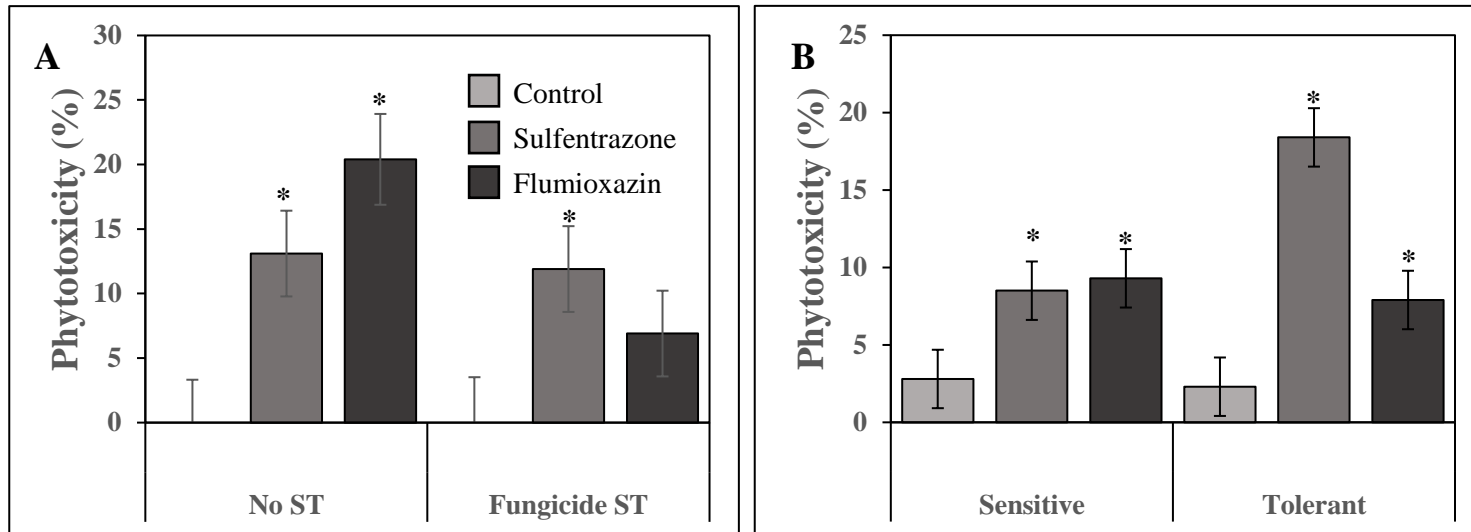 A
Phytotoxicity (%)
30
25
20
15
10
5
0
*
*
*
Control
Sulfentrazone
Flumioxazin
No ST
Fungicide ST
B
Phytotoxicity (%)
25
20
15
10
5
0
*
*
*
*
Sensitive
Tolerant